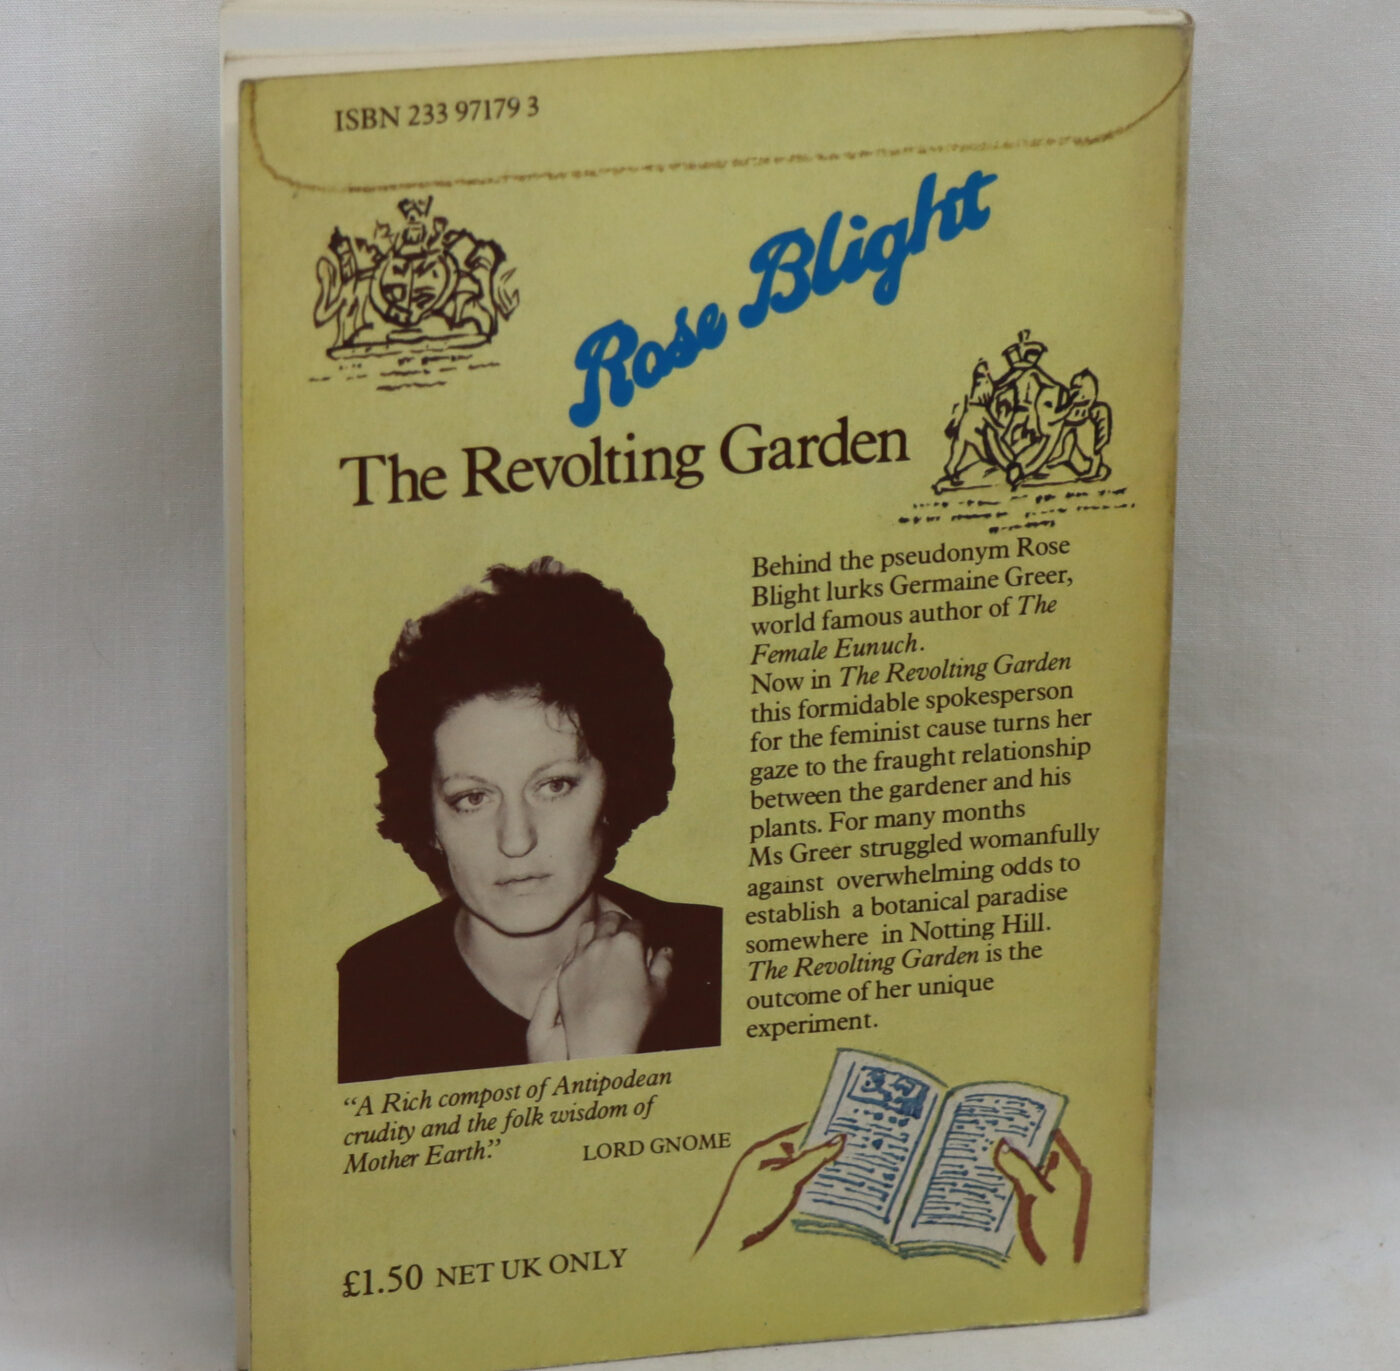 ISBN 233 97179 3
Rose Blight
The Revolting Garden
Behind the pseudonym Rose
Blight lurks Germaine Greer,
world famous author of The
Female Eunuch.
Now in The Revolting Garden
this formidable spokesperson
for the feminist cause turns her
gaze to the fraught relationship
between the gardener and his
plants. For many months
Ms Greer struggled womanfully
against overwhelming odds to
establish a botanical paradise
somewhere in Notting Hill.
The Revolting Garden is the
outcome of her unique
experiment.
“A Rich compost of Antipodean
crudity and the folk wisdom of
Mother Earth.”
LORD GNOME
£1.50 NET UK ONLY